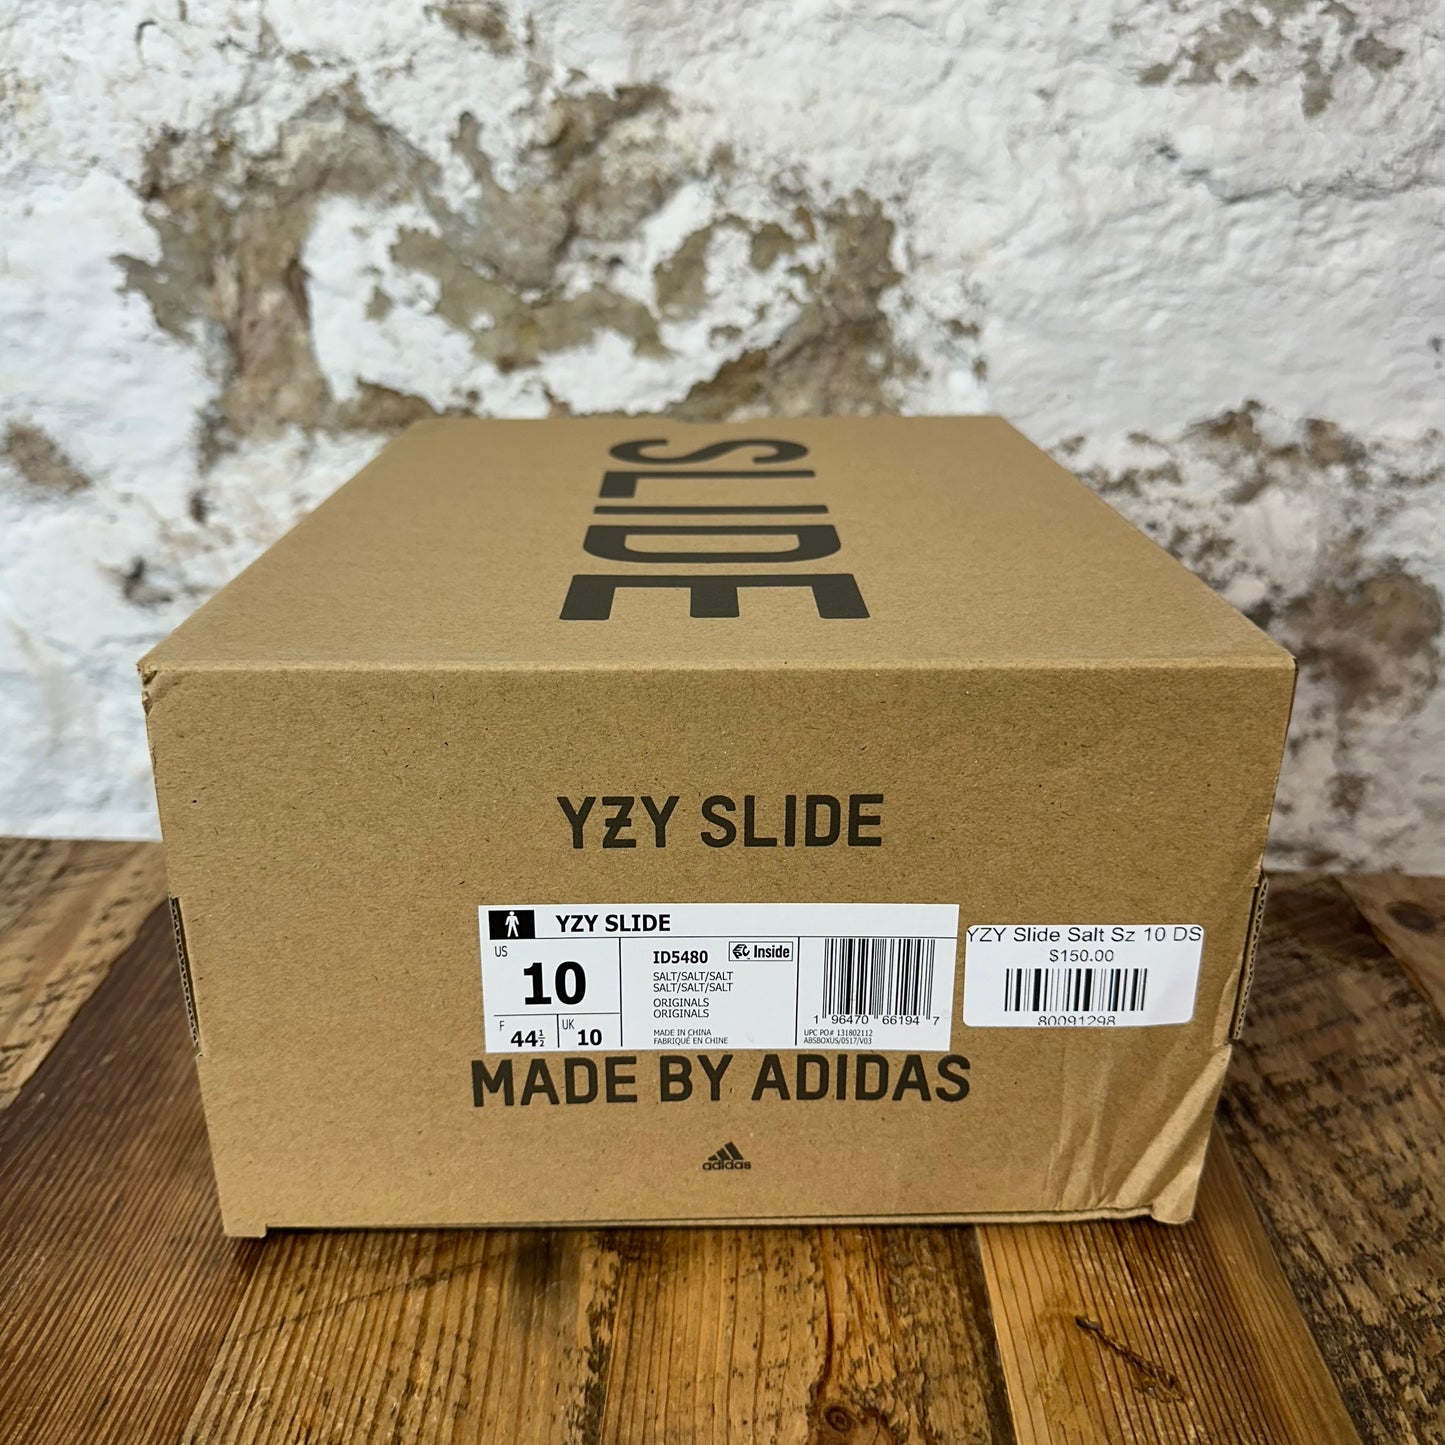 SLIDE
YZY SLIDE
YZY SLIDE
US
10
F 44½
UK 10
ID5480
Inside
SALT/SALT/SALT
SALT/SALT/SALT
ORIGINALS
ORIGINALS
MADE IN CHINA
FABRIQUÉ EN CHINE
1 96470 66194 7
UPC PO# 131802112
ABSBOXUS/0517/V03
YZY Slide Salt Sz 10 DS
$150.00
80091298
MADE BY ADIDAS
adidas